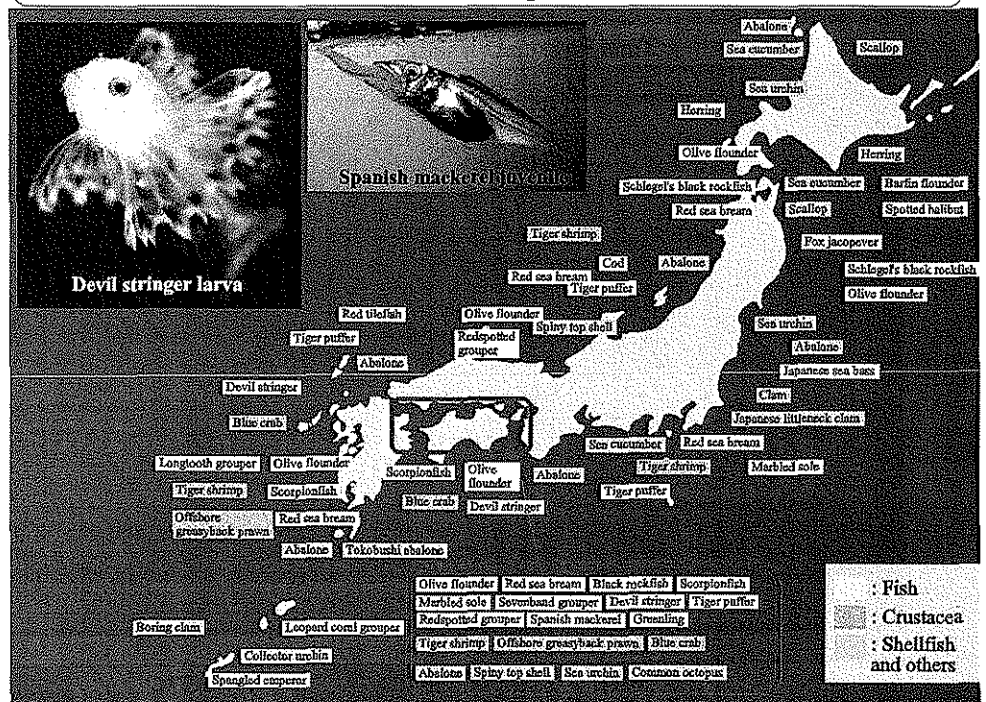 Abalone
Sea cucumber
Scallop
Sea urchin
Herring
Olive flounder
Herring
Spanish mackerel juvenile
Schlegel's black rockfish
Sea cucumber
Barfin flounder
Red sea bream
Scallop
Spotted halibut
Tiger shrimp
Fox jacopever
Cod
Abalone
Red sea bream
Schlegel's black rockfish
Tiger puffer
Olive flounder
Devil stringer larva
Red tilefish
Olive flounder
Spiny top shell
Sea urchin
Tiger puffer
Redspotted
grouper
Abalone
Abalone
Japanese sea bass
Devil stringer
Clam
Blue crab
Japanese littleneck clam
Sea cucumber
Red sea bream
Longtooth grouper
Olive flounder
Scorpionfish
Olive
flounder
Abalone
Tiger shrimp
Marbled sole
Tiger shrimp
Scorpionfish
Blue crab
Devil stringer
Tiger puffer
Offshore
greasyback prawn
Red sea bream
Abalone
Tokobushi abalone
Olive flounder Red sea bream Black rockfish Scorpionfish
Marbled sole Sevenband grouper Devil stringer Tiger puffer
Redspotted grouper Spanish mackerel Greenling
Tiger shrimp Offshore greasyback prawn Blue crab
Abalone Spiny top shell Sea urchin Common octopus
Boring clam
Leopard coral grouper
Collector urchin
Spangled emperor
: Fish
: Crustacea
: Shellfish
and others